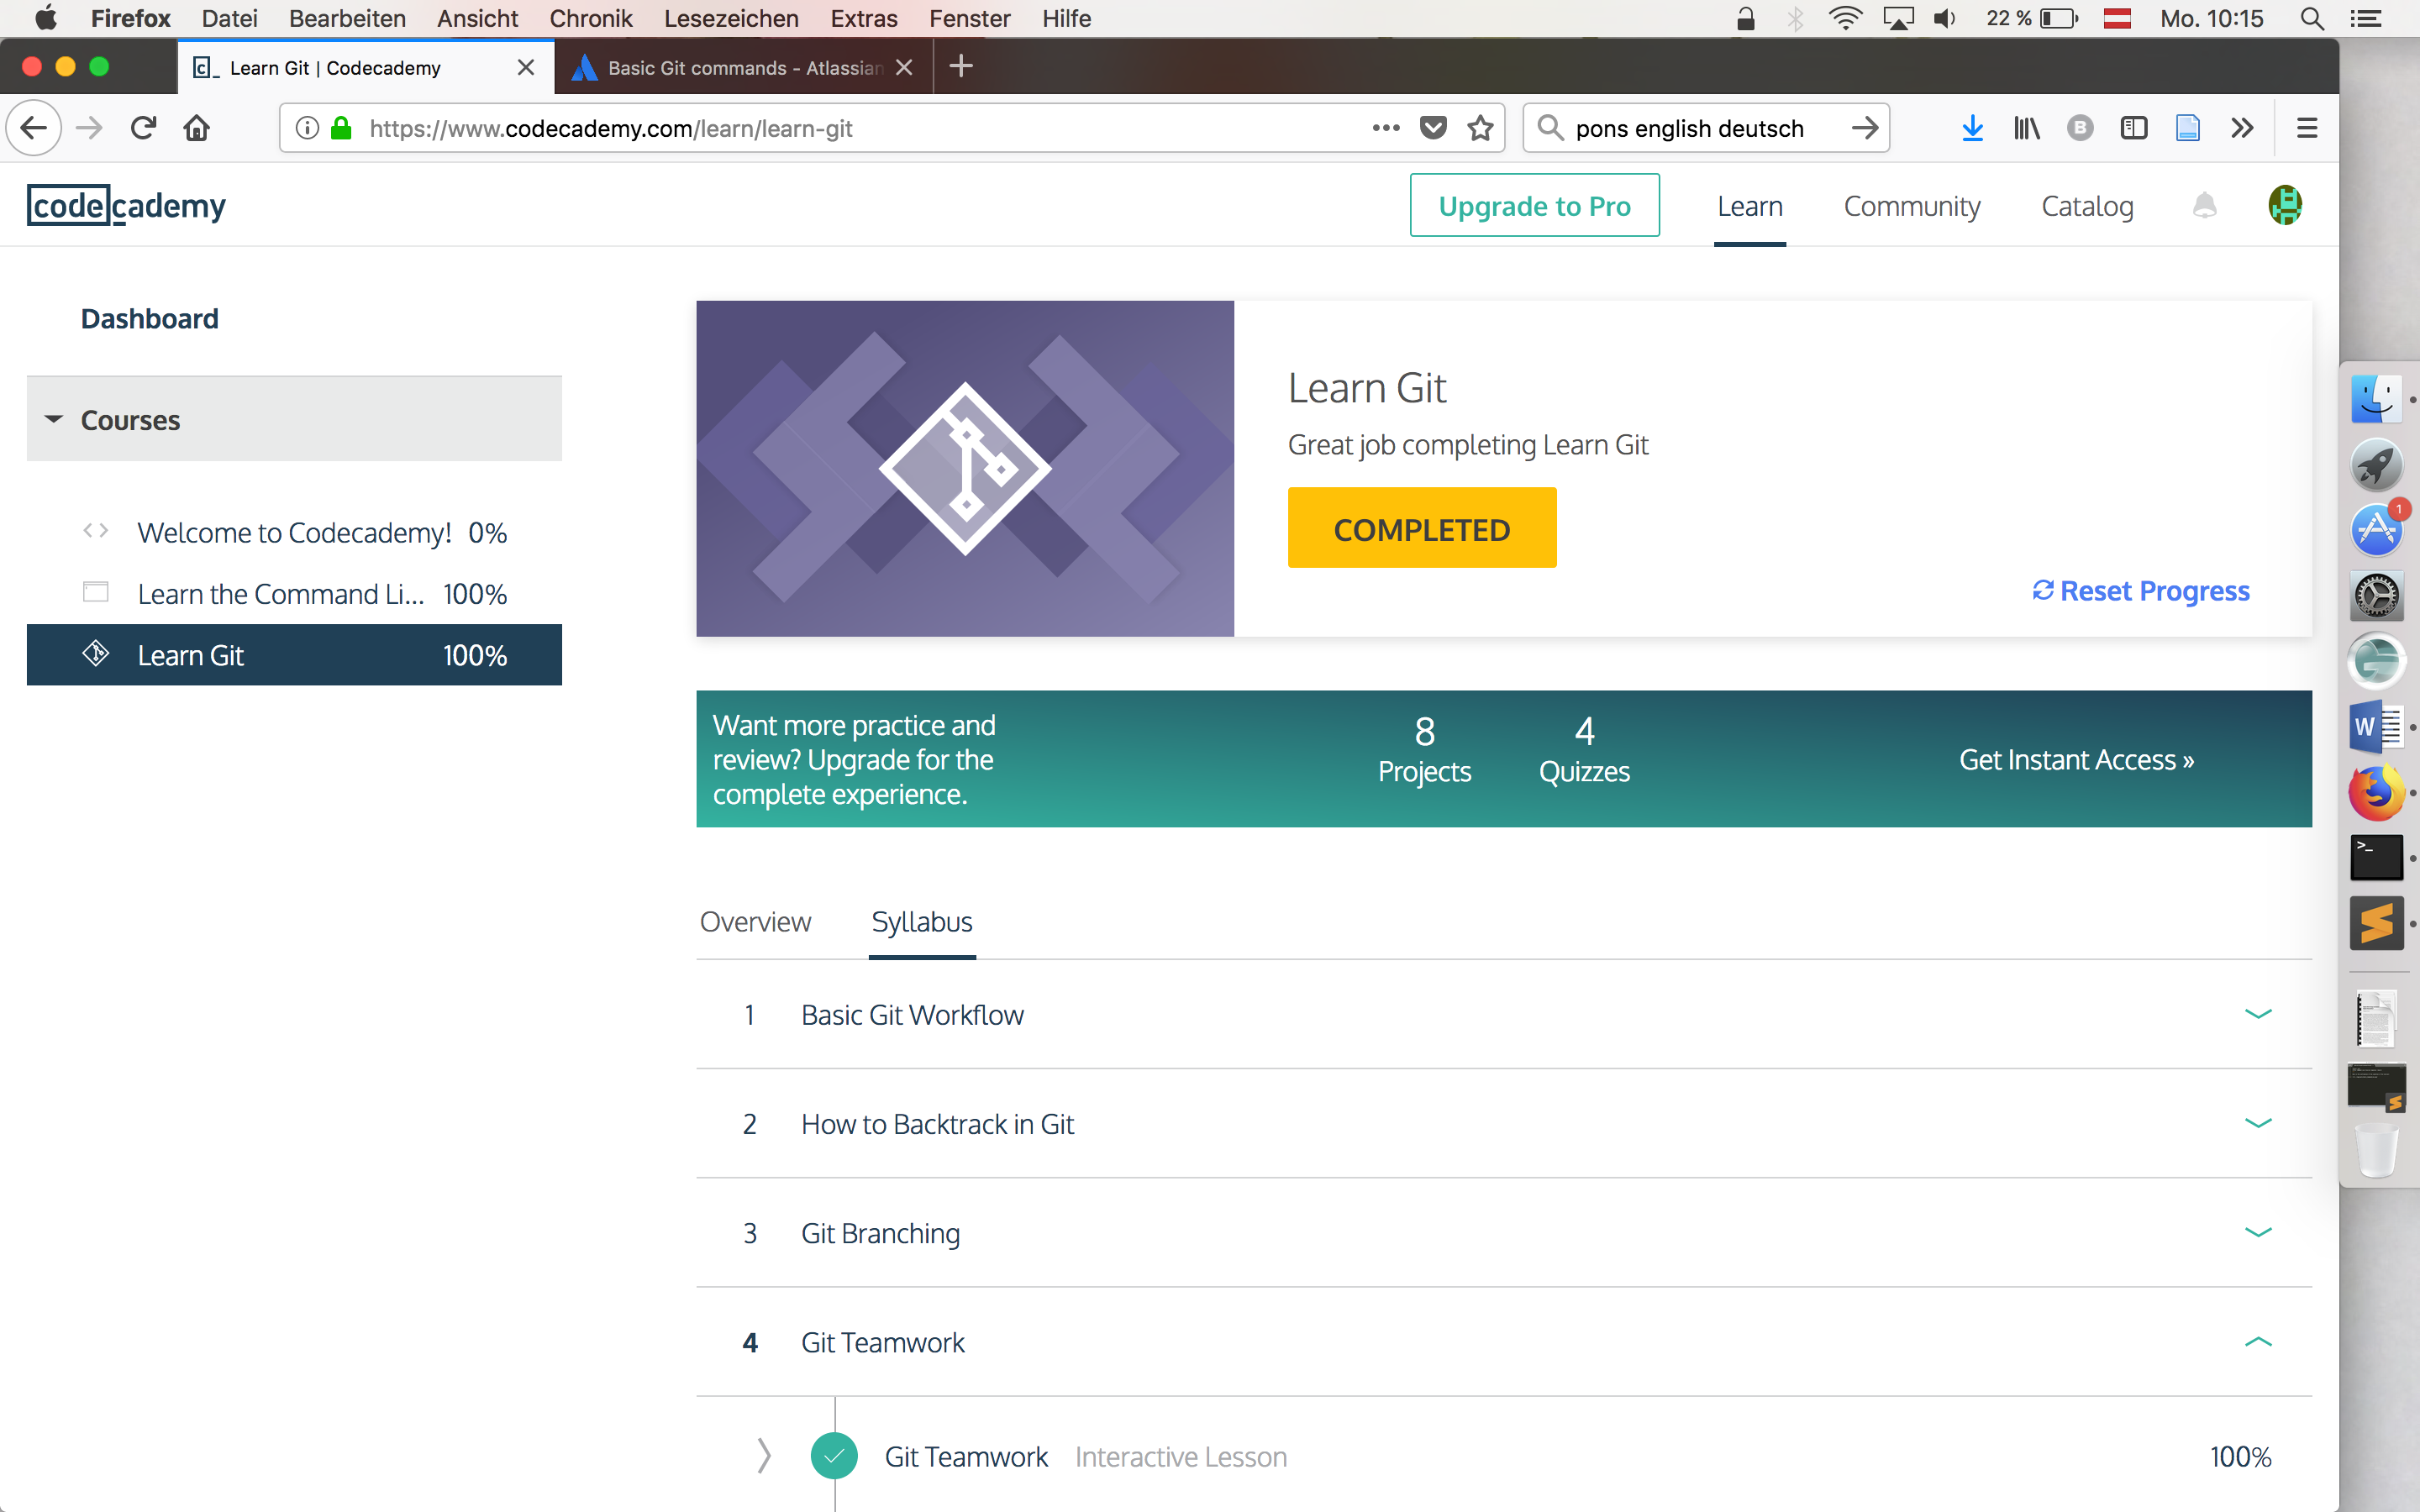 Firefox Datei Bearbeiten Ansicht Chronik Lesezeichen Extras Fenster Hilfe 22 % Mo. 10:15
Learn Git | Codecademy Basic Git commands - Atlassian
https://www.codecademy.com/learn/learn-git pons english deutsch
codecademy Upgrade to Pro Learn Community Catalog
Dashboard
Courses
Welcome to Codecademy! 0%
Learn the Command Li... 100%
Learn Git 100%
Learn Git
Great job completing Learn Git
COMPLETED
Reset Progress
Want more practice and
review? Upgrade for the
complete experience.
8
Projects
4
Quizzes
Get Instant Access »
Overview Syllabus
1 Basic Git Workflow
2 How to Backtrack in Git
3 Git Branching
4 Git Teamwork
Git Teamwork Interactive Lesson 100%
1
W